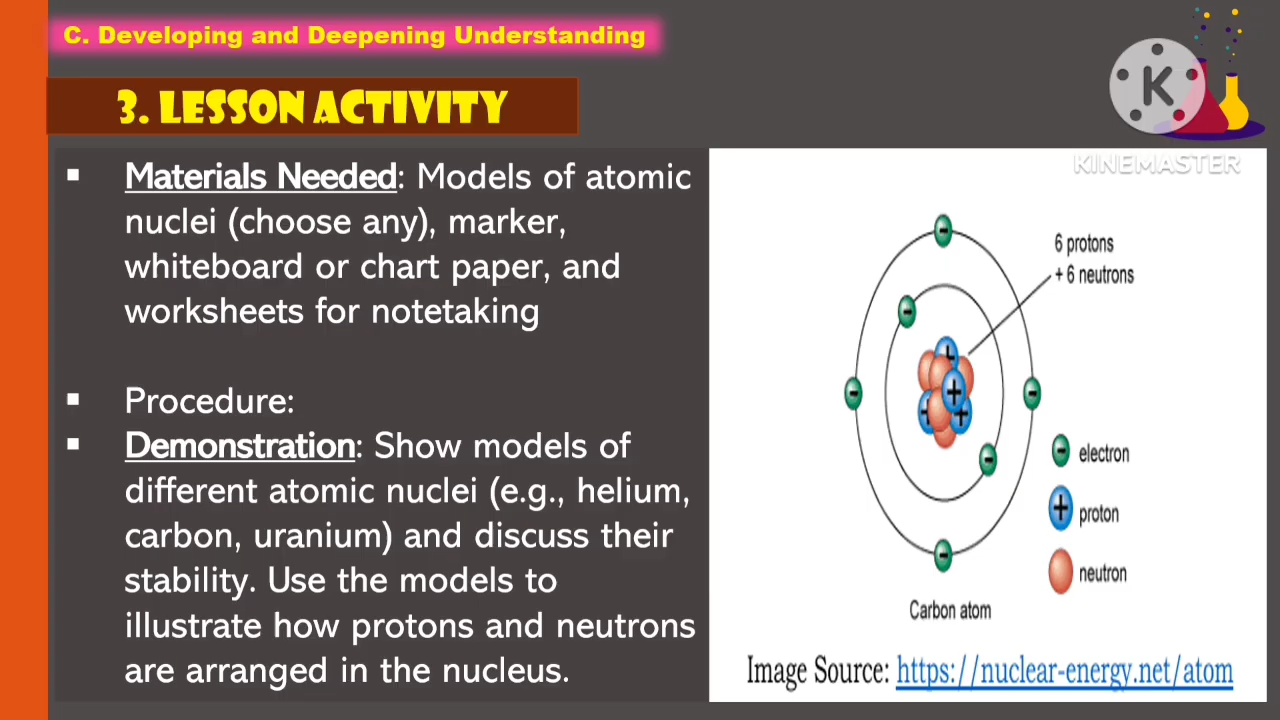 C. Developing and Deepening Understanding
3. LESSON ACTIVITY
K
KINEMASTER
▪ Materials Needed: Models of atomic
nuclei (choose any), marker,
whiteboard or chart paper, and
worksheets for notetaking
▪ Procedure:
▪ Demonstration: Show models of
different atomic nuclei (e.g., helium,
carbon, uranium) and discuss their
stability. Use the models to
illustrate how protons and neutrons
are arranged in the nucleus.
6 protons
+ 6 neutrons
electron
proton
neutron
Carbon atom
Image Source: https://nuclear-energy.net/atom